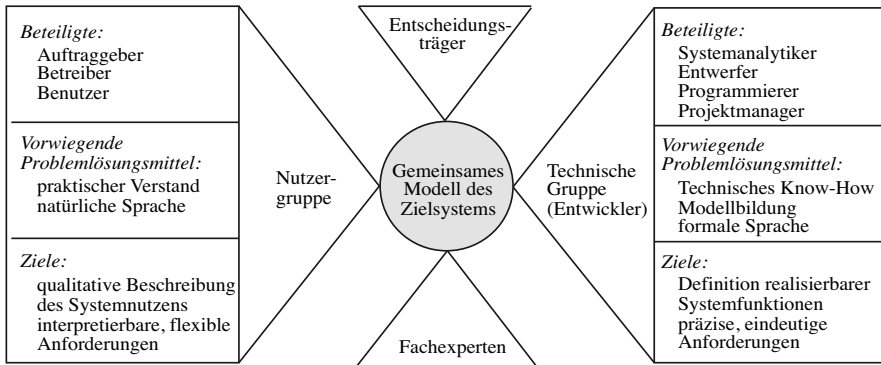 Beteiligte:
Auftraggeber
Betreiber
Benutzer
Vorwiegende
Problemlösungsmittel:
praktischer Verstand
natürliche Sprache
Ziele:
qualitative Beschreibung
des Systemnutzens
interpretierbare, flexible
Anforderungen
Nutzer-
gruppe
Entscheidungs-
träger
Gemeinsames
Modell des
Zielsystems
Fachexperten
Technische
Gruppe
(Entwickler)
Beteiligte:
Systemanalytiker
Entwerfer
Programmierer
Projektmanager
Vorwiegende
Problemlösungsmittel:
Technisches Know-How
Modellbildung
formale Sprache
Ziele:
Definition realisierbarer
Systemfunktionen
präzise, eindeutige
Anforderungen